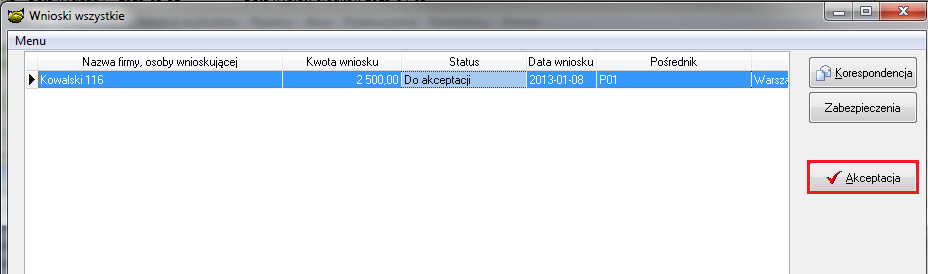 Wnioski wszystkie
Menu
Nazwa firmy, osoby wnioskującej Kwota wniosku Status Data wniosku Pośrednik
Kowalski 116 2 500,00 Do akceptacji 2013-01-08 P01 Warsza
Korespondencja
Zabezpieczenia
Akceptacja